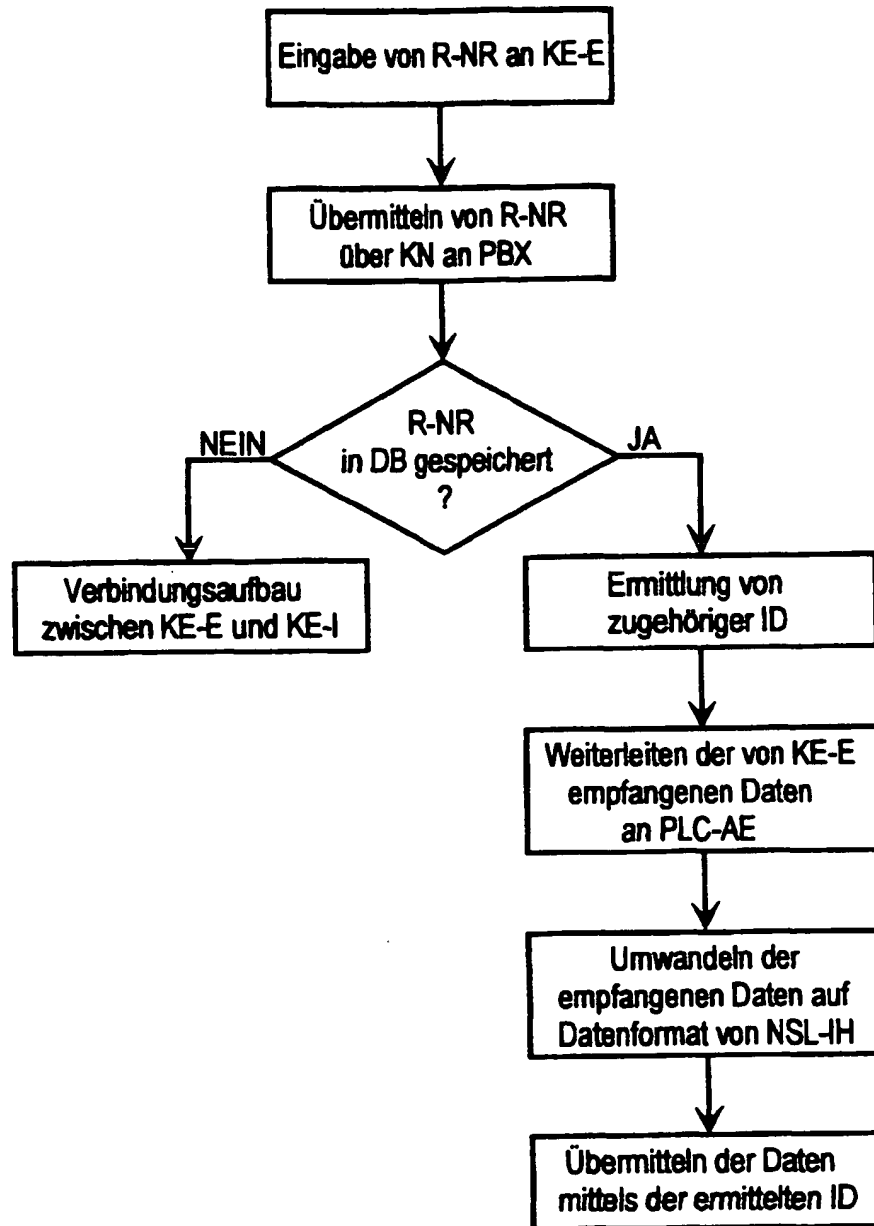 Eingabe von R-NR an KE-E
Übermitteln von R-NR
über KN an PBX
R-NR
in DB gespeichert
?
NEIN
JA
Verbindungsaufbau
zwischen KE-E und KE-I
Ermittlung von
zugehöriger ID
Weiterleiten der von KE-E
empfangenen Daten
an PLC-AE
Umwandeln der
empfangenen Daten auf
Datenformat von NSL-IH
Übermitteln der Daten
mittels der ermittelten ID